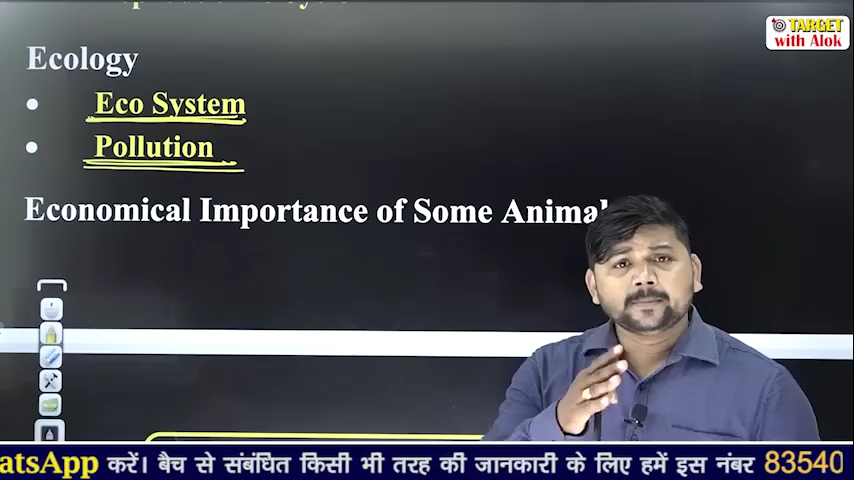 TARGET
with Alok
Ecology
• Eco System
• Pollution
Economical Importance of Some Animal
atsApp करें। बैच से संबंधित किसी भी तरह की जानकारी के लिए हमें इस नंबर 83540